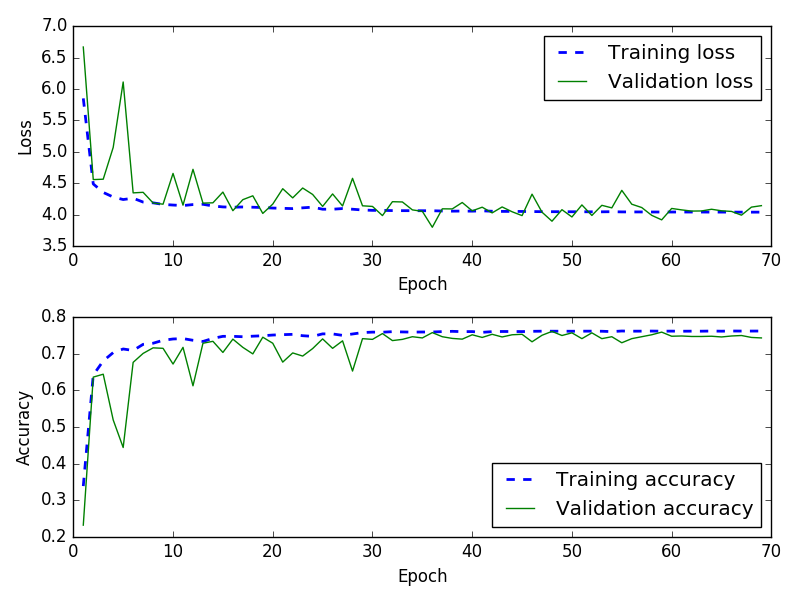 7.0
6.5
6.0
5.5
5.0
4.5
4.0
3.5
Loss
Training loss
Validation loss
0 10 20 30 40 50 60 70
Epoch
0.8
0.7
0.6
0.5
0.4
0.3
0.2
Accuracy
Training accuracy
Validation accuracy
0 10 20 30 40 50 60 70
Epoch